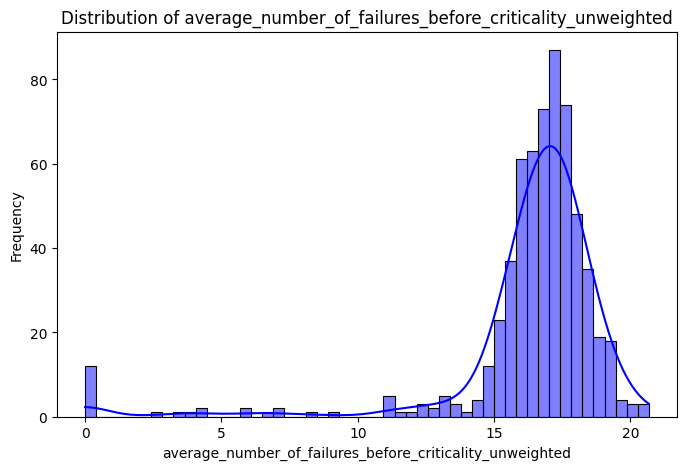 Distribution of average_number_of_failures_before_criticality_unweighted
80
60
40
20
0
Frequency
0 5 10 15 20
average_number_of_failures_before_criticality_unweighted